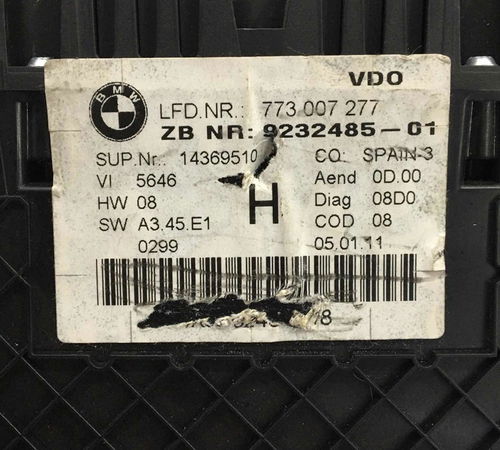 BMW
VDO
LFD.NR.: 773 007 277
ZB NR: 9232485-01
SUP.Nr.: 14369510 CO: SPAIN-3
VI 5646 Aend 0D.00
HW 08 H Diag 08D0
SW A3.45.E1 COD 08
0299 05.01.11